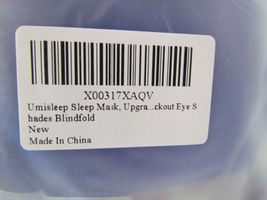 X00317XAQV
Umisleep Sleep Mask, Upgra...ckout Eye S
hades Blindfold
New
Made In China